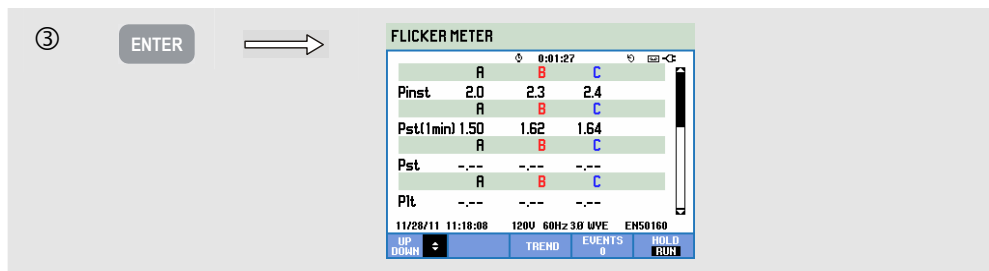 ③ ENTER
FLICKER METER
0:01:27
A B C
Pinst 2.0 2.3 2.4
A B C
Pst(1min) 1.50 1.62 1.64
A B C
Pst -.-- -.-- -.--
A B C
Plt -.-- -.-- -.--
11/28/11 11:18:08 120V 60Hz 3Ø WYE EN50160
UP DOWN TREND EVENTS 0 HOLD RUN